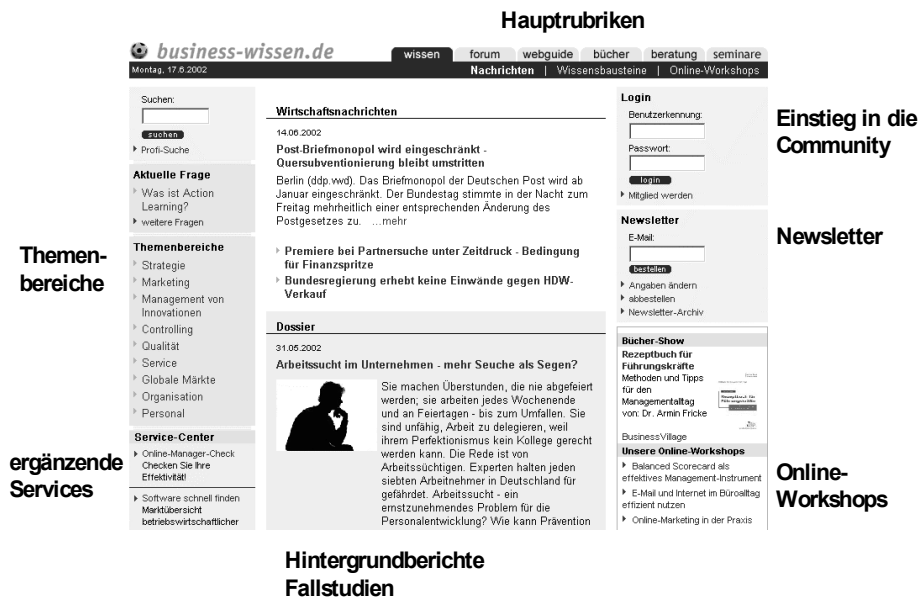 Hauptrubriken
business-wissen.de
wissen forum webguide bücher beratung seminare
Montag, 17.6.2002
Nachrichten | Wissensbausteine | Online-Workshops
Suchen:
suchen
Profi-Suche
Aktuelle Frage
Was ist Action
Learning?
weitere Fragen
Themen-
bereiche
Themenbereiche
Strategie
Marketing
Management von
Innovationen
Controlling
Qualität
Service
Globale Märkte
Organisation
Personal
ergänzende
Services
Service-Center
Online-Manager-Check
Checken Sie Ihre
Effektivität!
Software schnell finden
Marktübersicht
betriebswirtschaftlicher
Wirtschaftsnachrichten
14.06.2002
Post-Briefmonopol wird eingeschränkt -
Quersubventionierung bleibt umstritten
Berlin (ddp.vwd). Das Briefmonopol der Deutschen Post wird ab
Januar eingeschränkt. Der Bundestag stimmte in der Nacht zum
Freitag mehrheitlich einer entsprechenden Änderung des
Postgesetzes zu. ...mehr
Premiere bei Partnersuche unter Zeitdruck - Bedingung
für Finanzspritze
Bundesregierung erhebt keine Einwände gegen HDW-
Verkauf
Dossier
31.05.2002
Arbeitssucht im Unternehmen - mehr Seuche als Segen?
Sie machen Überstunden, die nie abgefeiert
werden; sie arbeiten jedes Wochenende
und an Feiertagen - bis zum Umfallen. Sie
sind unfähig, Arbeit zu delegieren, weil
ihrem Perfektionismus kein Kollege gerecht
werden kann. Die Rede ist von
Arbeitssüchtigen. Experten halten jeden
siebten Arbeitnehmer in Deutschland für
gefährdet. Arbeitssucht - ein
ernstzunehmendes Problem für die
Personalentwicklung? Wie kann Prävention
Hintergrundberichte
Fallstudien
Login
Benutzerkennung:
Passwort:
login
Mitglied werden
Einstieg in die
Community
Newsletter
E-Mail:
bestellen
Angaben ändern
abbestellen
Newsletter-Archiv
Newsletter
Bücher-Show
Rezeptbuch für
Führungskräfte
Methoden und Tipps
für den
Managementalltag
von: Dr. Armin Fricke
BusinessVillage
Unsere Online-Workshops
Balanced Scorecard als
effektives Management-Instrument
E-Mail und Internet im Büroalltag
effizient nutzen
Online-Marketing in der Praxis
Online-
Workshops